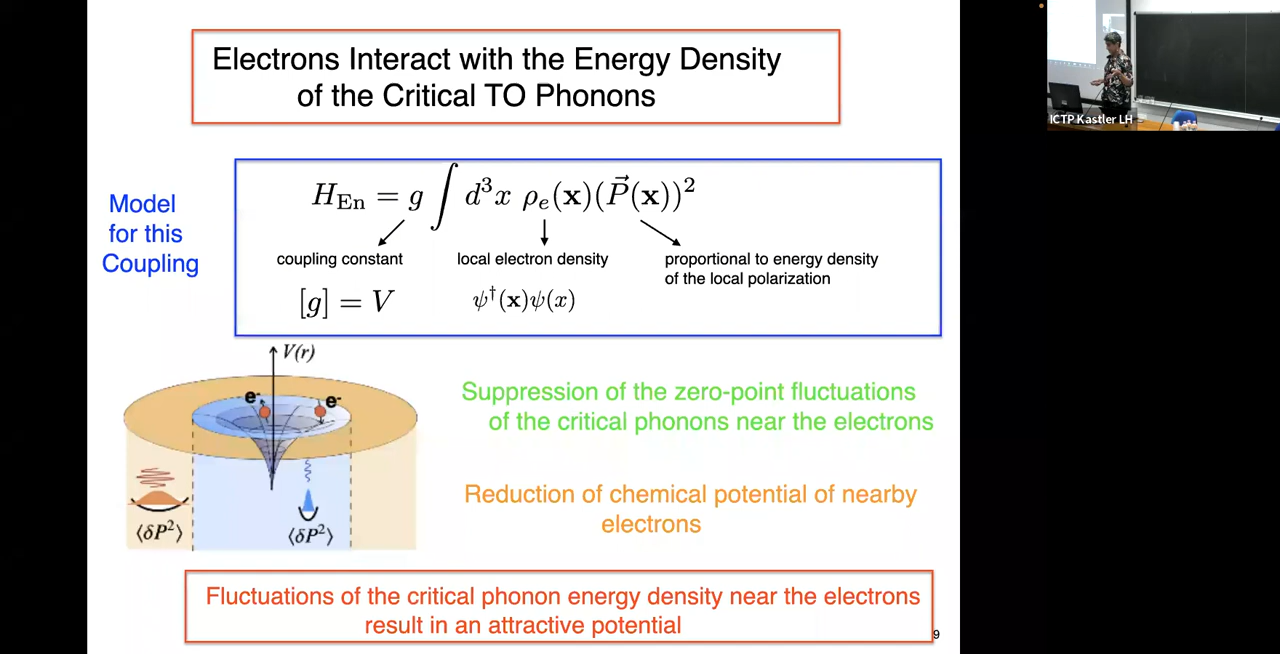 Electrons Interact with the Energy Density
of the Critical TO Phonons
ICTP Kastler LH
Model
for this
Coupling
H_En = g ∫ d³x ρ_e(𝐱)(P⃗(𝐱))²
coupling constant
local electron density
proportional to energy density
of the local polarization
[g] = V
ψ†(𝐱)ψ(x)
V(r)
e-
e-
⟨δP²⟩
⟨δP²⟩
Suppression of the zero-point fluctuations
of the critical phonons near the electrons
Reduction of chemical potential of nearby
electrons
Fluctuations of the critical phonon energy density near the electrons
result in an attractive potential
9